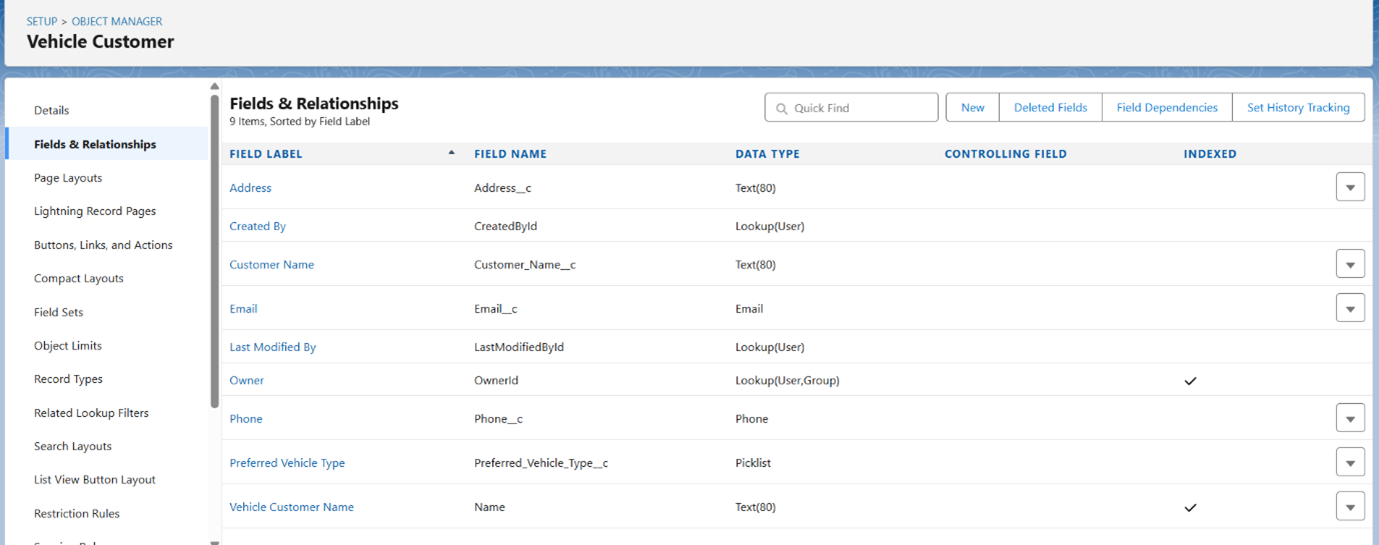 SETUP > OBJECT MANAGER
Vehicle Customer
Details
Fields & Relationships
Page Layouts
Lightning Record Pages
Buttons, Links, and Actions
Compact Layouts
Field Sets
Object Limits
Record Types
Related Lookup Filters
Search Layouts
List View Button Layout
Restriction Rules
Fields & Relationships
9 Items, Sorted by Field Label
Quick Find
New
Deleted Fields
Field Dependencies
Set History Tracking
FIELD LABEL FIELD NAME DATA TYPE CONTROLLING FIELD INDEXED
Address Address__c Text(80)
Created By CreatedById Lookup(User)
Customer Name Customer_Name__c Text(80)
Email Email__c Email
Last Modified By LastModifiedById Lookup(User)
Owner OwnerId Lookup(User,Group)
Phone Phone__c Phone
Preferred Vehicle Type Preferred_Vehicle_Type__c Picklist
Vehicle Customer Name Name Text(80)